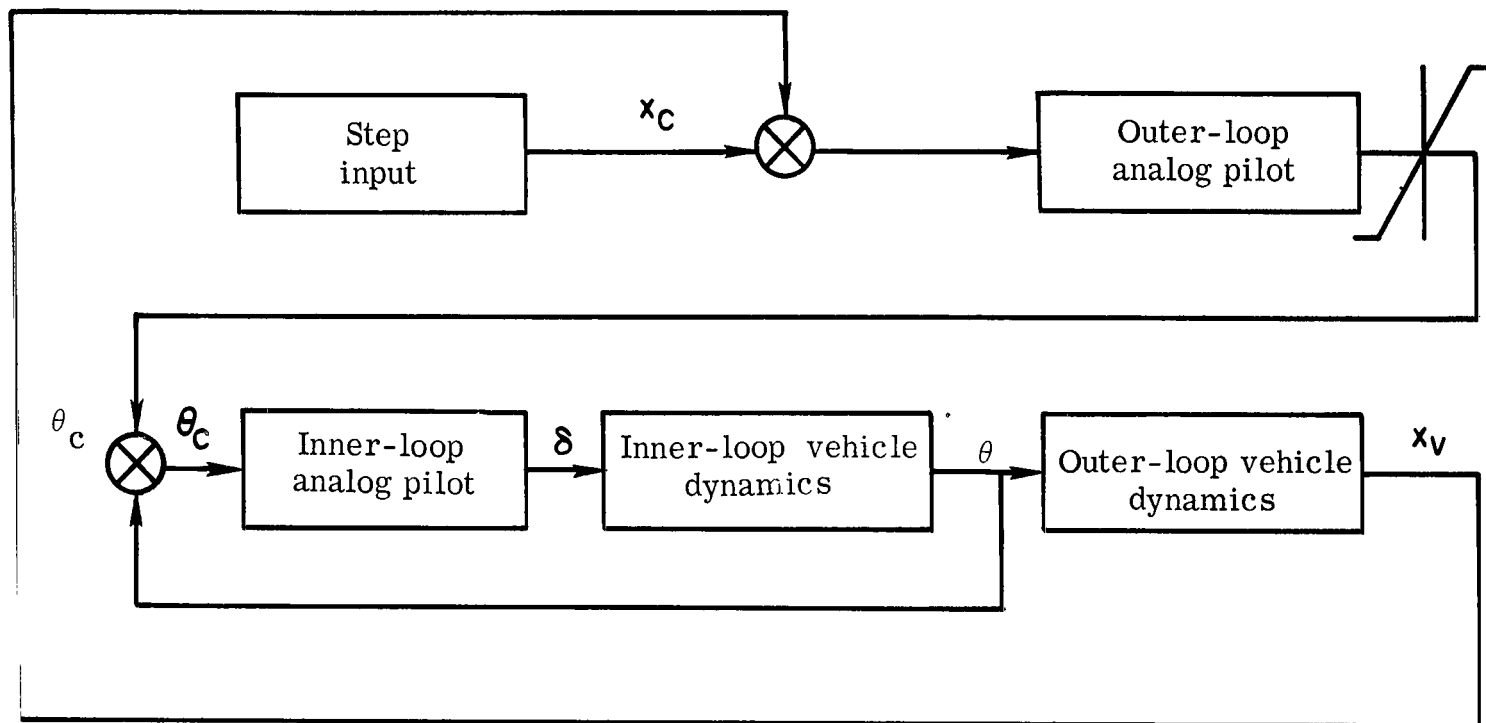 Step
input
x_c
Outer-loop
analog pilot
θ_c
θ_c
Inner-loop
analog pilot
δ
Inner-loop vehicle
dynamics
θ
Outer-loop vehicle
dynamics
x_v